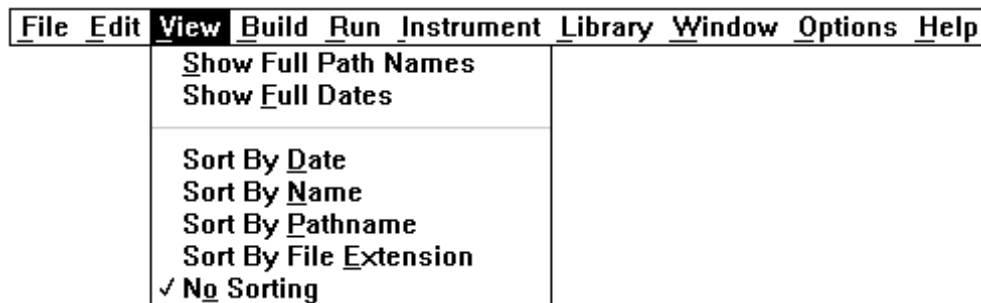 File Edit View Build Run Instrument Library Window Options Help
Show Full Path Names
Show Full Dates
Sort By Date
Sort By Name
Sort By Pathname
Sort By File Extension
✓ No Sorting